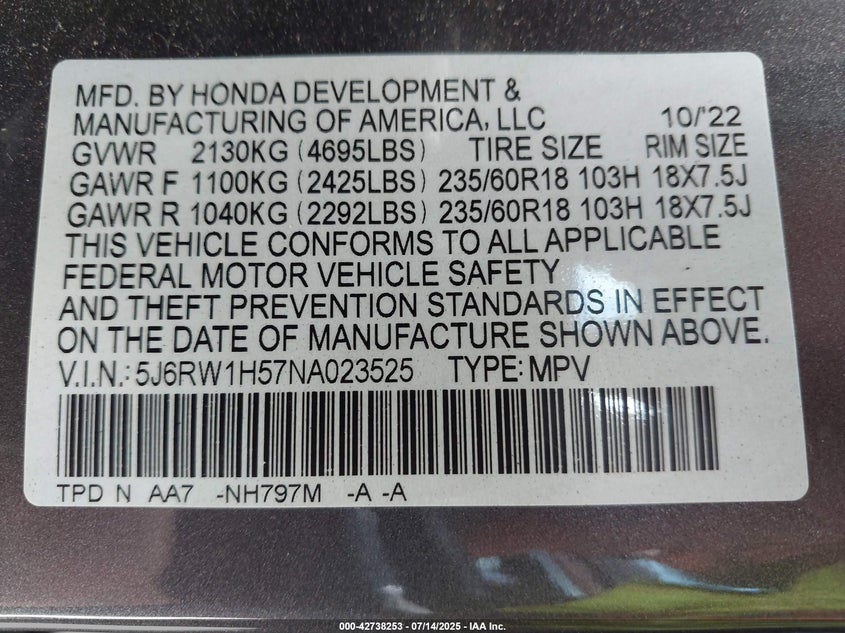 MFD. BY HONDA DEVELOPMENT &
MANUFACTURING OF AMERICA, LLC 10/'22
GVWR 2130KG (4695LBS) TIRE SIZE RIM SIZE
GAWR F 1100KG (2425LBS) 235/60R18 103H 18X7.5J
GAWR R 1040KG (2292LBS) 235/60R18 103H 18X7.5J
THIS VEHICLE CONFORMS TO ALL APPLICABLE
FEDERAL MOTOR VEHICLE SAFETY
AND THEFT PREVENTION STANDARDS IN EFFECT
ON THE DATE OF MANUFACTURE SHOWN ABOVE.
V.I.N.: 5J6RW1H57NA023525 TYPE: MPV
TPD N AA7 -NH797M -A -A
000-42738253 - 07/14/2025 - IAA Inc.